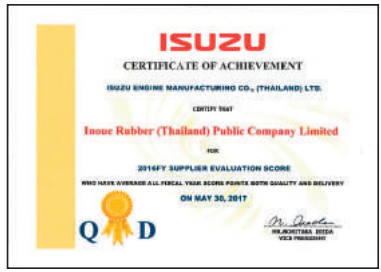 ISUZU
CERTIFICATE OF ACHIEVEMENT
ISUZU ENGINE MANUFACTURING CO., (THAILAND) LTD.
CERTIFY THAT
Inoue Rubber (Thailand) Public Company Limited
FOR
2016FY SUPPLIER EVALUATION SCORE
WHO HAVE AVERAGE ALL FISCAL YEAR SCORE POINTS BOTH QUALITY AND DELIVERY
ON MAY 30, 2017
Q D
VICE PRESIDENT